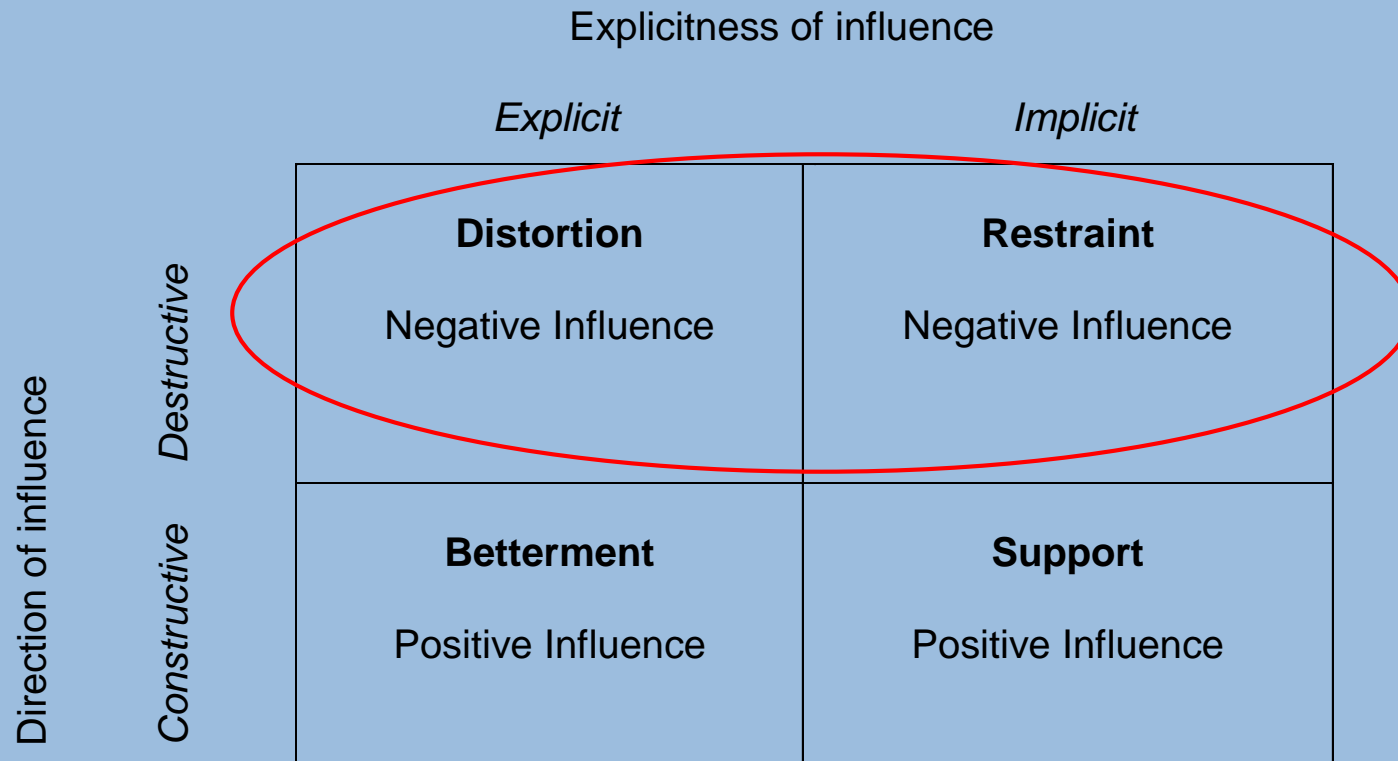 Explicitness of influence
Explicit Implicit
Distortion Restraint
Negative Influence Negative Influence
Destructive
Direction of influence
Betterment Support
Positive Influence Positive Influence
Constructive